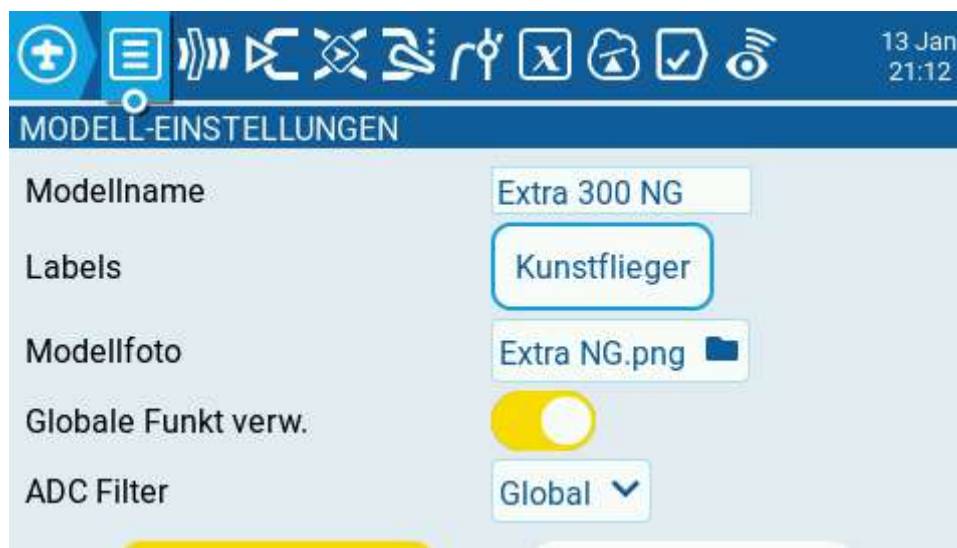 13 Jan
21:12
MODELL-EINSTELLUNGEN
Modellname Extra 300 NG
Labels Kunstflieger
Modellfoto Extra NG.png
Globale Funkt verw.
ADC Filter Global